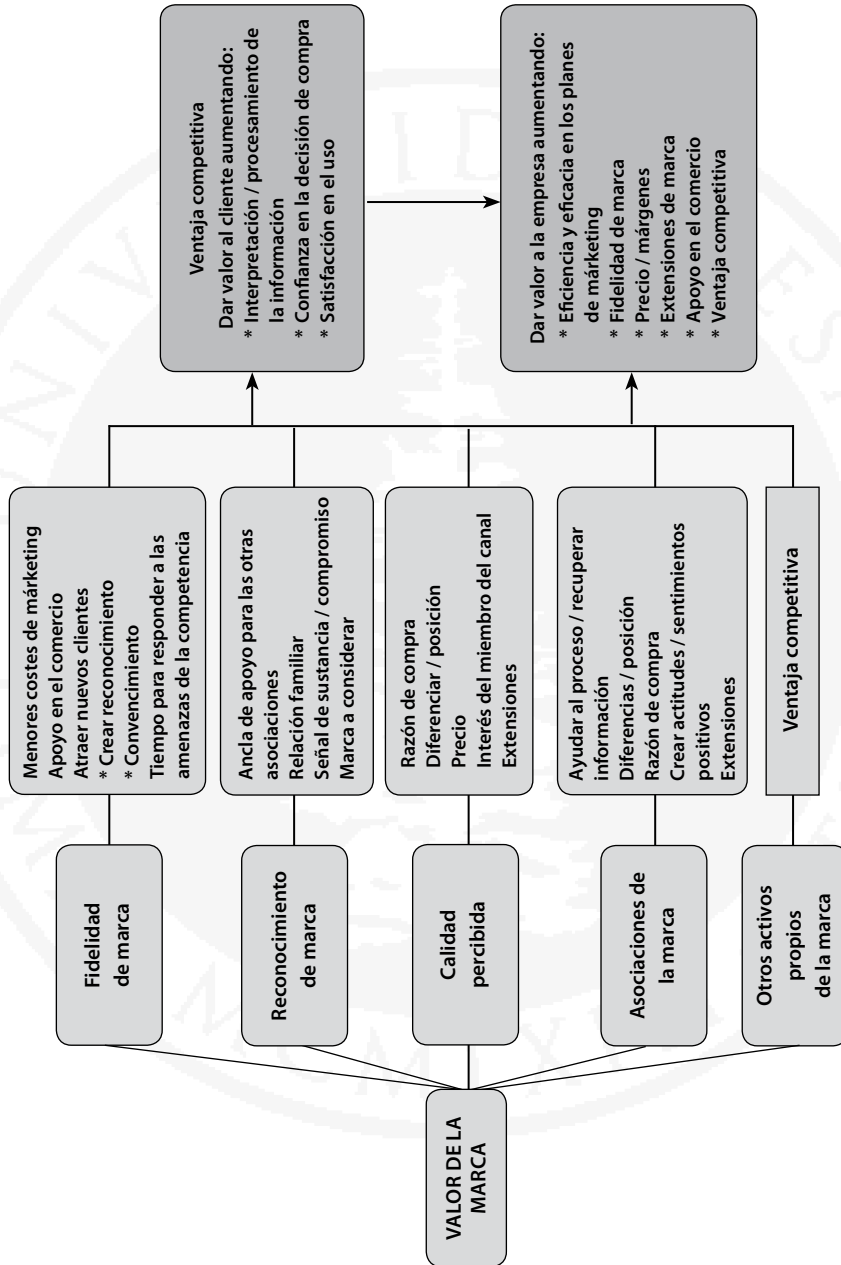 VALOR DE LA
MARCA
Fidelidad
de marca
Reconocimiento
de marca
Calidad
percibida
Asociaciones de
la marca
Otros activos
propios
de la marca
Menores costes de márketing
Apoyo en el comercio
Atraer nuevos clientes
* Crear reconocimiento
* Convencimiento
Tiempo para responder a las
amenazas de la competencia
Ancla de apoyo para las otras
asociaciones
Relación familiar
Señal de sustancia / compromiso
Marca a considerar
Razón de compra
Diferenciar / posición
Precio
Interés del miembro del canal
Extensiones
Ayudar al proceso / recuperar
información
Diferencias / posición
Razón de compra
Crear actitudes / sentimientos
positivos
Extensiones
Ventaja competitiva
Ventaja competitiva
Dar valor al cliente aumentando:
* Interpretación / procesamiento de
la información
* Confianza en la decisión de compra
* Satisfacción en el uso
Dar valor a la empresa aumentando:
* Eficiencia y eficacia en los planes
de márketing
* Fidelidad de marca
* Precio / márgenes
* Extensiones de marca
* Apoyo en el comercio
* Ventaja competitiva